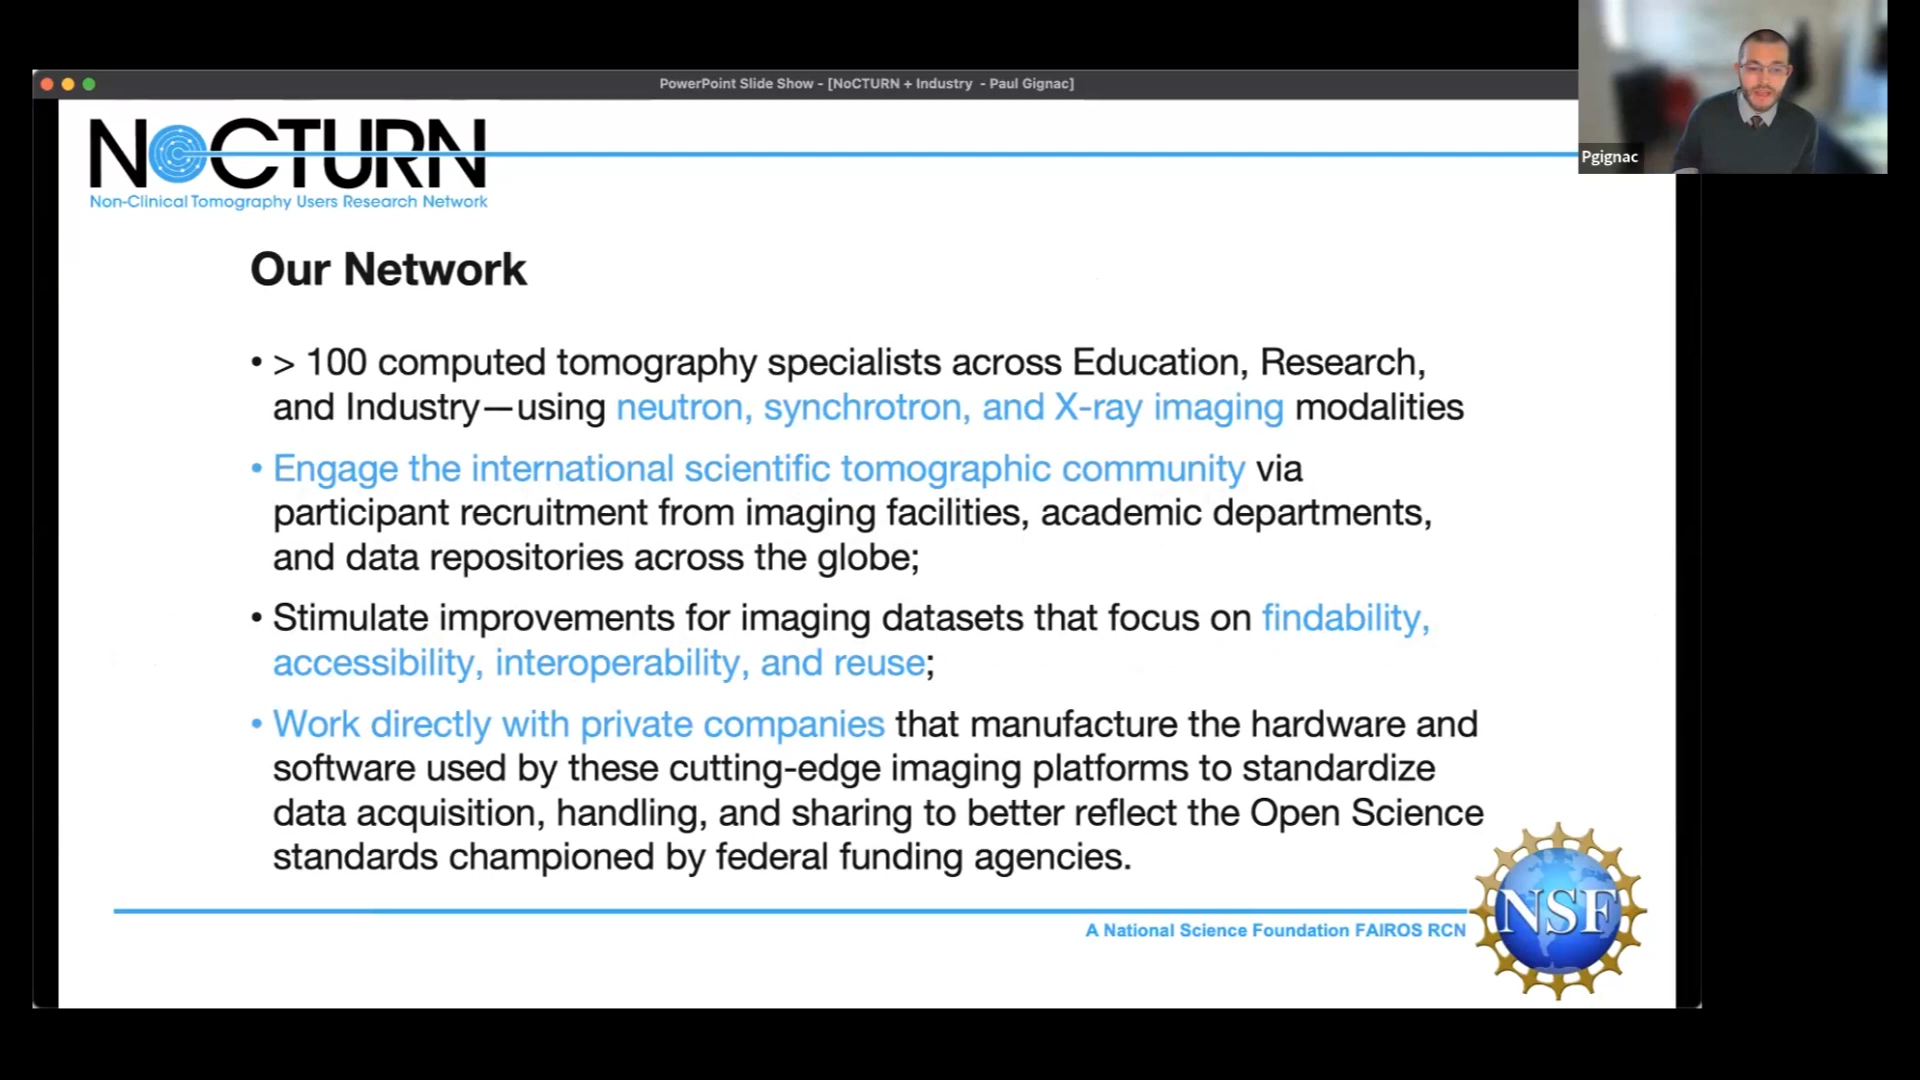 PowerPoint Slide Show - [NoCTURN + Industry - Paul Gignac]
Pgignac
NoCTURN
Non-Clinical Tomography Users Research Network
Our Network
• > 100 computed tomography specialists across Education, Research,
and Industry—using neutron, synchrotron, and X-ray imaging modalities
• Engage the international scientific tomographic community via
participant recruitment from imaging facilities, academic departments,
and data repositories across the globe;
• Stimulate improvements for imaging datasets that focus on findability,
accessibility, interoperability, and reuse;
• Work directly with private companies that manufacture the hardware and
software used by these cutting-edge imaging platforms to standardize
data acquisition, handling, and sharing to better reflect the Open Science
standards championed by federal funding agencies.
A National Science Foundation FAIROS RCN
NSF